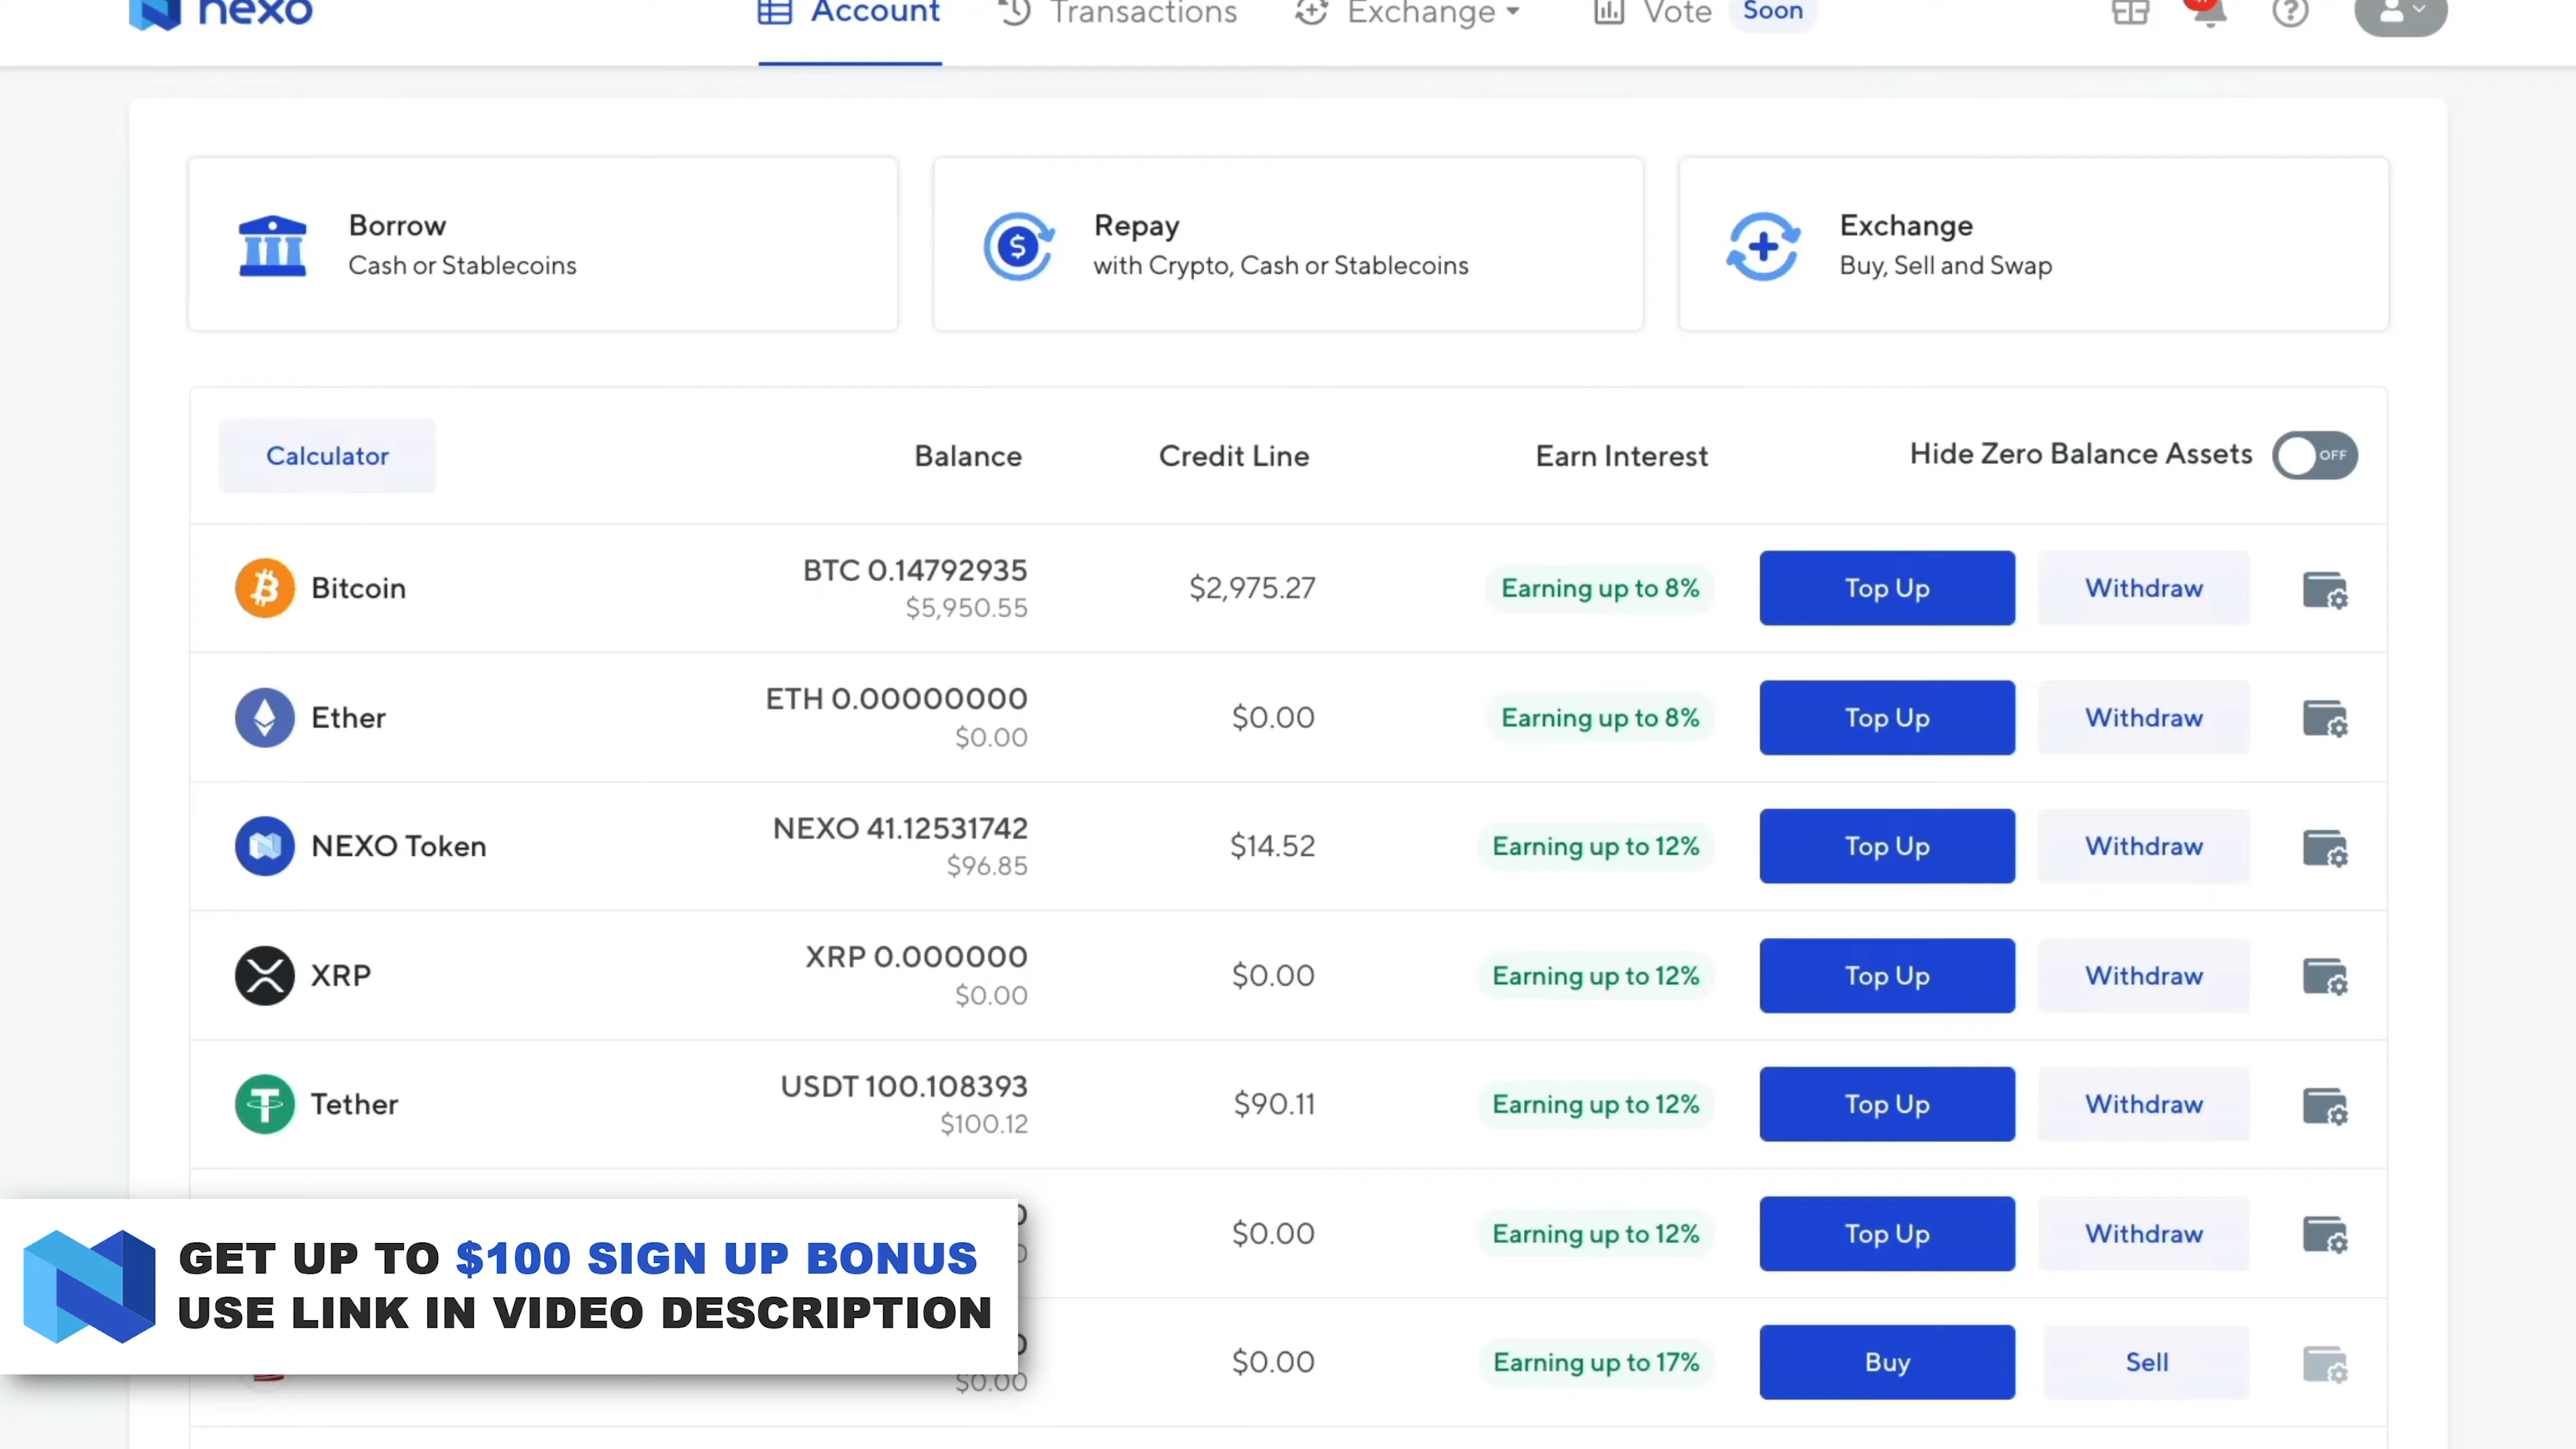 nexo
Account Transactions Exchange Vote Soon
Borrow
Cash or Stablecoins
Repay
with Crypto, Cash or Stablecoins
Exchange
Buy, Sell and Swap
Calculator Balance Credit Line Earn Interest Hide Zero Balance Assets OFF
Bitcoin BTC 0.14792935 $2,975.27 Earning up to 8% Top Up Withdraw
$5,950.55
Ether ETH 0.00000000 $0.00 Earning up to 8% Top Up Withdraw
$0.00
NEXO Token NEXO 41.12531742 $14.52 Earning up to 12% Top Up Withdraw
$96.85
XRP XRP 0.000000 $0.00 Earning up to 12% Top Up Withdraw
$0.00
Tether USDT 100.108393 $90.11 Earning up to 12% Top Up Withdraw
$100.12
$0.00 Earning up to 12% Top Up Withdraw
GET UP TO $100 SIGN UP BONUS
USE LINK IN VIDEO DESCRIPTION
$0.00 Earning up to 17% Buy Sell
$0.00